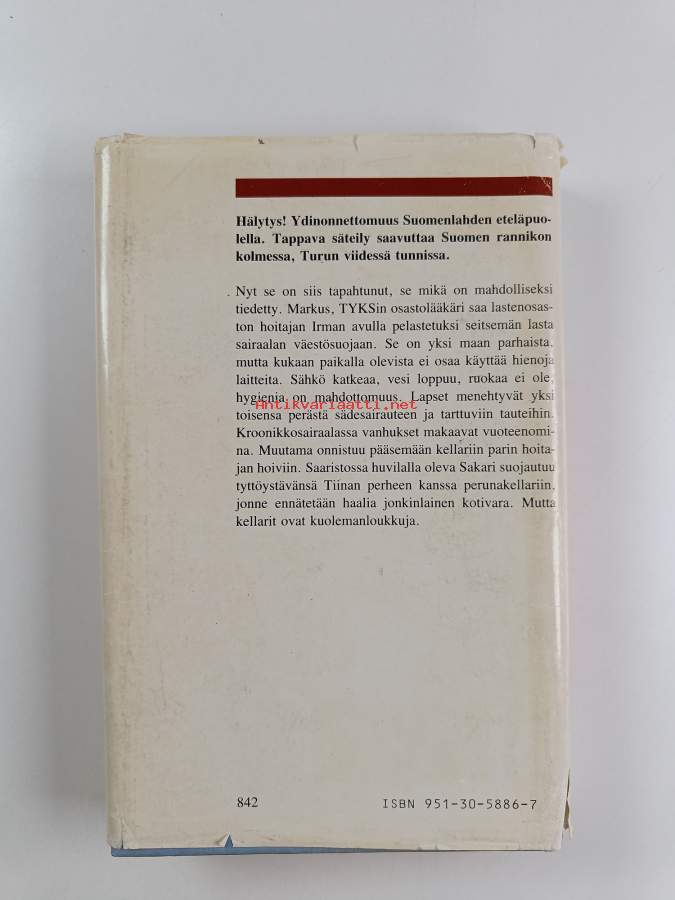 Hälytys! Ydinonnettomuus Suomenlahden eteläpuo-
lella. Tappava säteily saavuttaa Suomen rannikon
kolmessa, Turun viidessä tunnissa.
Nyt se on siis tapahtunut, se mikä on mahdolliseksi
tiedetty. Markus, TYKSin osastolääkäri saa lastenosas-
ton hoitajan Irman avulla pelastetuksi seitsemän lasta
sairaalan väestösuojaan. Se on yksi maan parhaista,
mutta kukaan paikalla olevista ei osaa käyttää hienoja
laitteita. Sähkö katkeaa, vesi loppuu, ruokaa ei ole,
hygienia on mahdottomuus. Lapset menehtyvät yksi
Antikvariaatti.net
toisensa perästä sädesairauteen ja tarttuviin tauteihin.
Kroonikkosairaalassa vanhukset makaavat vuoteenomi-
na. Muutama onnistuu pääsemään kellariin parin hoita-
jan hoiviin. Saaristossa huvilalla oleva Sakari suojautuu
tyttöystävänsä Tiinan perheen kanssa perunakellariin,
jonne ennätetään haalia jonkinlainen kotivara. Mutta
kellarit ovat kuolemanloukkuja.
842
ISBN 951-30-5886-7